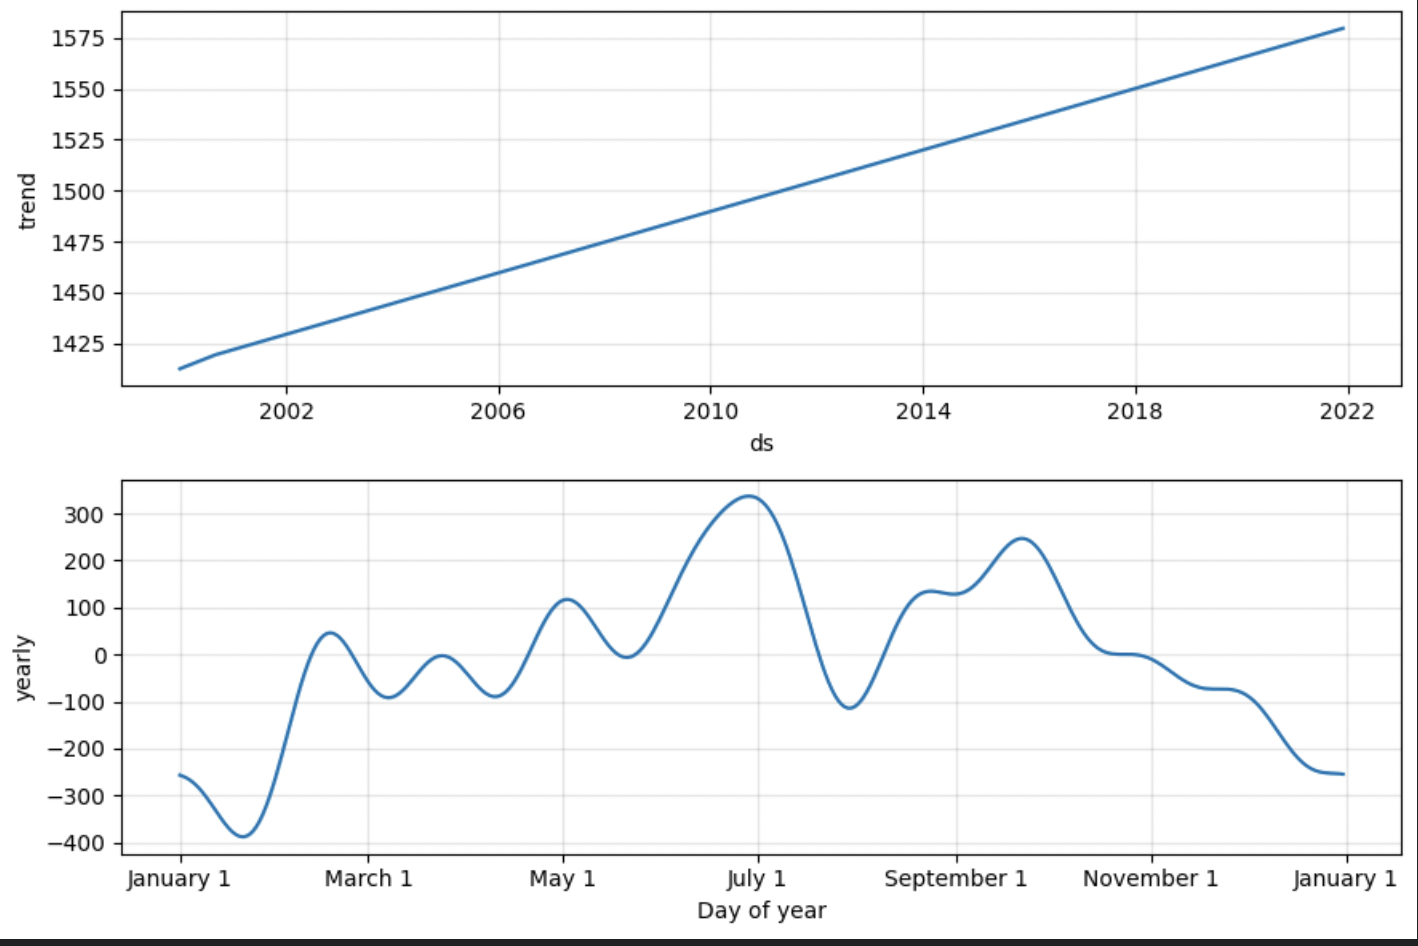 1575
1550
1525
1500
1475
1450
1425
trend
2002 2006 2010 2014 2018 2022
ds
300
200
100
0
−100
−200
−300
−400
yearly
January 1 March 1 May 1 July 1 September 1 November 1 January 1
Day of year